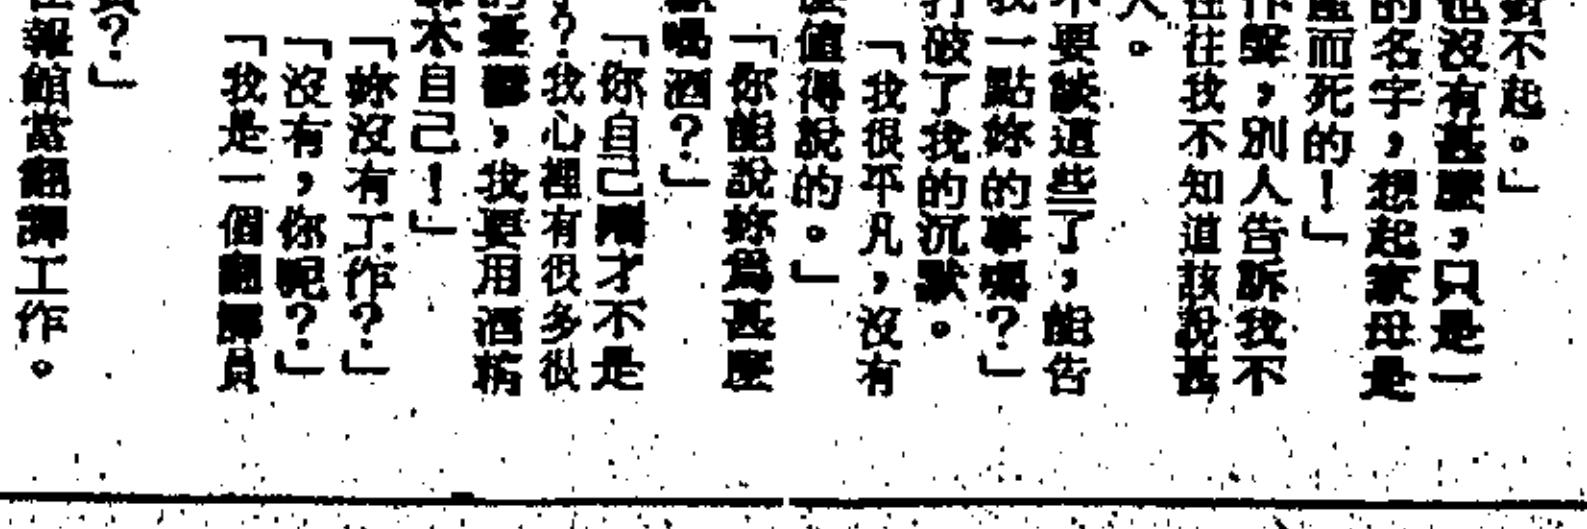 對不起。」
也沒有甚麼,只是一
的名字,想起家母是
產而死的!」
作聲,別人告訴我不
往往我不知道該說甚
人。
不要談這些了,能告
我一點妳的事嗎?」
打破了我的沉默。
「我很平凡,沒有
麼值得說的。」
「你能說妳爲甚麼
喝酒?」
「你自己剛才不是
?我心裡有很多很
的憂鬱,我要用酒精
木自己!」
「妳沒有工作?」
「沒有,你呢?」
「我是一個翻譯員
?」
報館當翻譯工作。